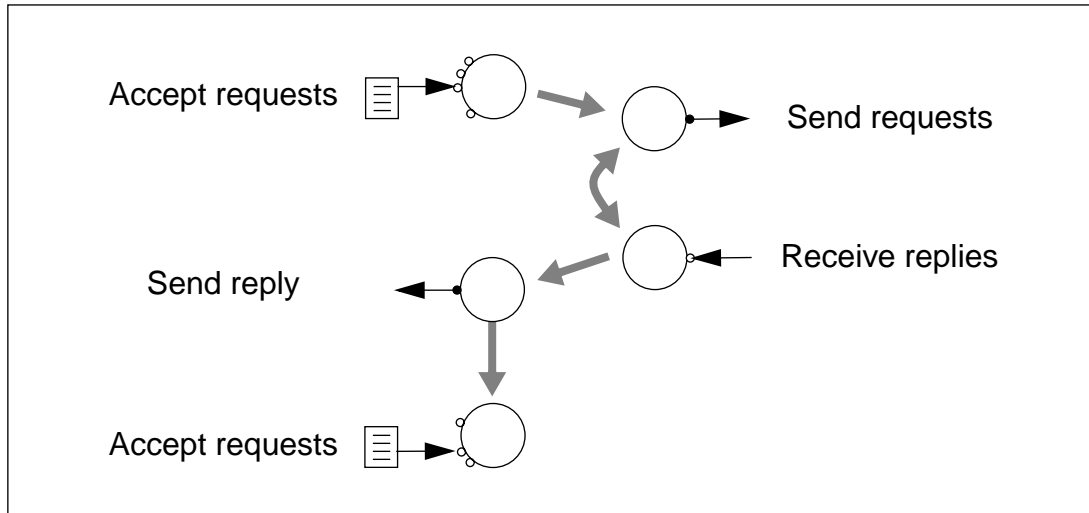 Accept requests
Send requests
Receive replies
Send reply
Accept requests